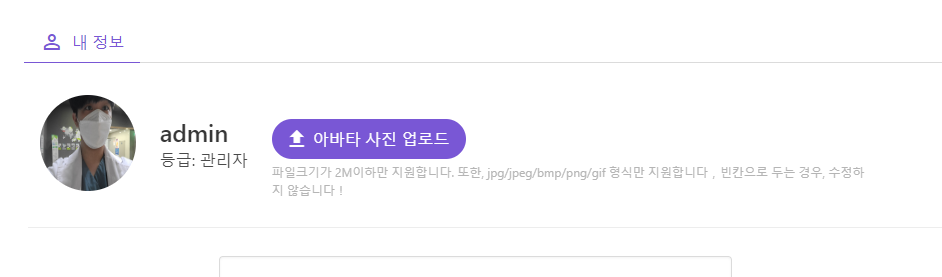 내 정보
admin
등급: 관리자
아바타 사진 업로드
파일크기가 2M이하만 지원합니다. 또한, jpg/jpeg/bmp/png/gif 형식만 지원합니다 , 빈칸으로 두는 경우, 수정하
지 않습니다 !